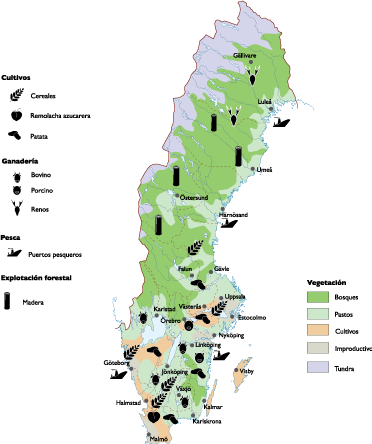 Gällivare
Luleå
Cultivos
Cereales
Remolacha azucarera
Patata
Ganadería
Bovino
Porcino
Renos
Umeå
Östersund
Härnösand
Pesca
Puertos pesqueros
Explotación forestal
Madera
Falun
Gävle
Uppsala
Västerås
Karstad
Örebro
Estocolmo
Nyköping
Linköping
Göteborg
Jönköping
Visby
Växjö
Halmstad
Kalmar
Karlskrona
Malmö
Vegetación
Bosques
Pastos
Cultivos
Improductivo
Tundra